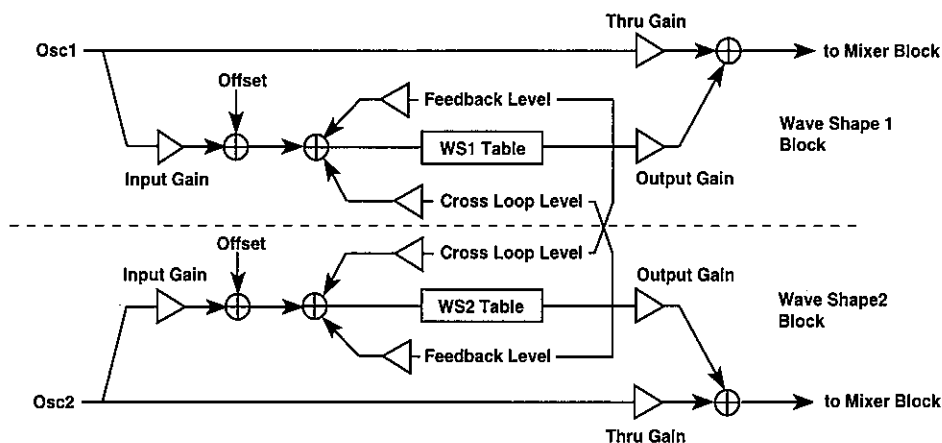 Thru Gain
Osc1
to Mixer Block
Offset
Feedback Level
Wave Shape 1
Block
WS1 Table
Input Gain
Output Gain
Cross Loop Level
Offset
Cross Loop Level
Input Gain
Output Gain
Wave Shape2
Block
WS2 Table
Feedback Level
Osc2
to Mixer Block
Thru Gain